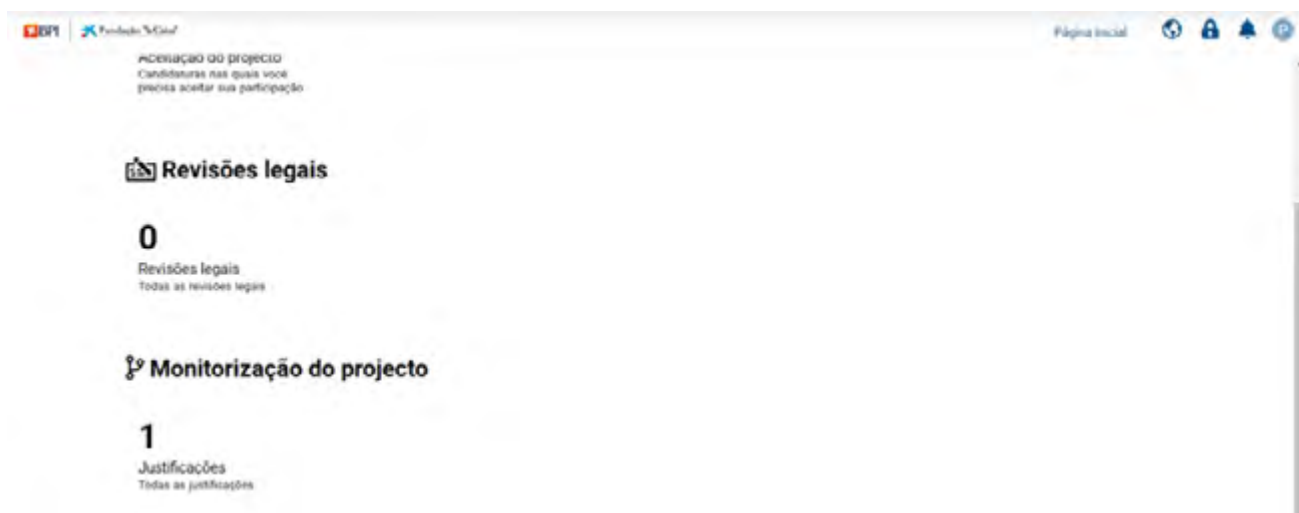 BPI Fundação "la Caixa" Página Inicial P
Aceitação do projecto
Candidaturas nas quais você
precisa aceitar sua participação
Revisões legais
0
Revisões legais
Todas as revisões legais
Monitorização do projecto
1
Justificações
Todas as justificações